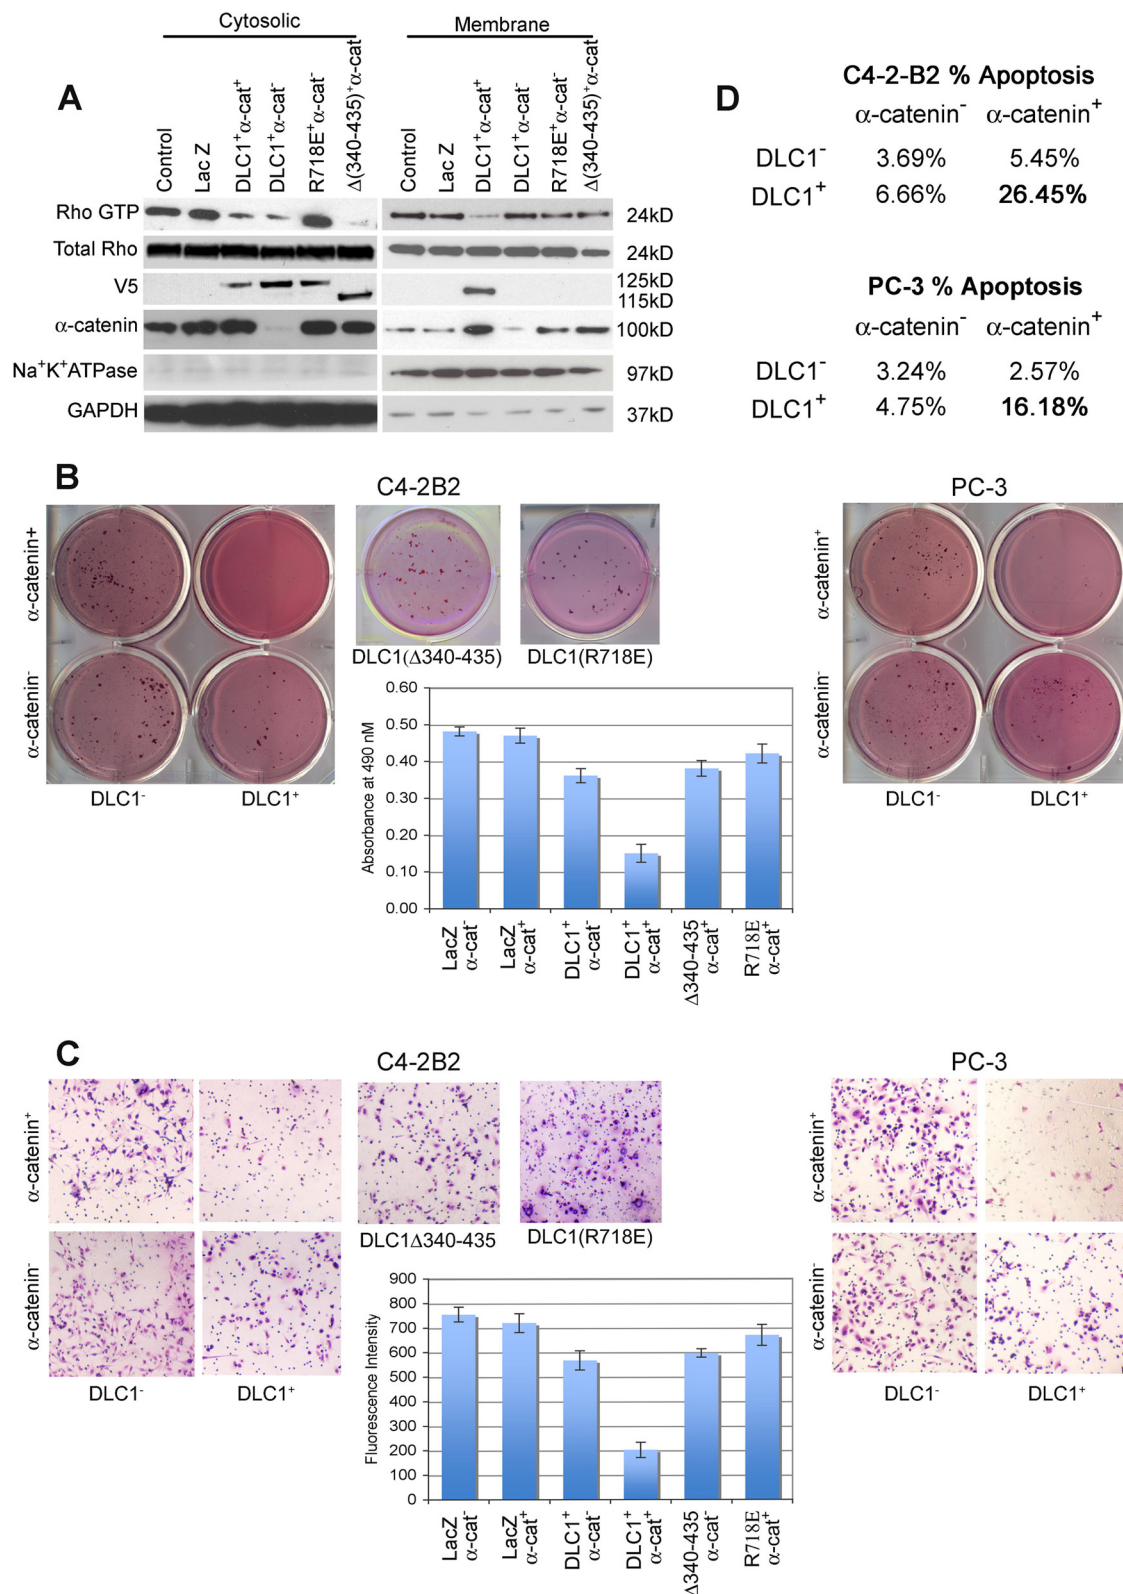 Cytosolic
Membrane
A
Control
Lac Z
DLC1⁺α-cat⁺
DLC1⁺α-cat⁻
R718E⁺α-cat⁻
Δ(340-435)⁺α-cat
Control
Lac Z
DLC1⁺α-cat⁺
DLC1⁺α-cat⁻
R718E⁺α-cat⁻
Δ(340-435)⁺α-cat
Rho GTP
24kD
Total Rho
24kD
V5
125kD
115kD
α-catenin
100kD
Na⁺K⁺ATPase
97kD
GAPDH
37kD
D
C4-2-B2 % Apoptosis
α-catenin⁻ α-catenin⁺
DLC1⁻ 3.69% 5.45%
DLC1⁺ 6.66% 26.45%
PC-3 % Apoptosis
α-catenin⁻ α-catenin⁺
DLC1⁻ 3.24% 2.57%
DLC1⁺ 4.75% 16.18%
B
C4-2B2
PC-3
α-catenin+
α-catenin⁻
DLC1⁻ DLC1⁺
DLC1(Δ340-435)
DLC1(R718E)
α-catenin⁺
α-catenin⁻
DLC1⁻ DLC1⁺
Absorbance at 490 nM
0.60
0.50
0.40
0.30
0.20
0.10
0.00
LacZ
α-cat⁻
LacZ
α-cat⁺
DLC1⁺
α-cat⁻
DLC1⁺
α-cat⁺
Δ340-435
α-cat⁺
R718E
α-cat⁺
C
C4-2B2
PC-3
α-catenin⁺
α-catenin⁻
DLC1⁻ DLC1⁺
DLC1Δ340-435
DLC1(R718E)
α-catenin⁺
α-catenin⁻
DLC1⁻ DLC1⁺
Fluorescence Intensity
900
800
700
600
500
400
300
200
100
0
LacZ
α-cat⁻
LacZ
α-cat⁺
DLC1⁺
α-cat⁻
DLC1⁺
α-cat⁺
Δ340-435
α-cat⁻
R718E
α-cat⁺